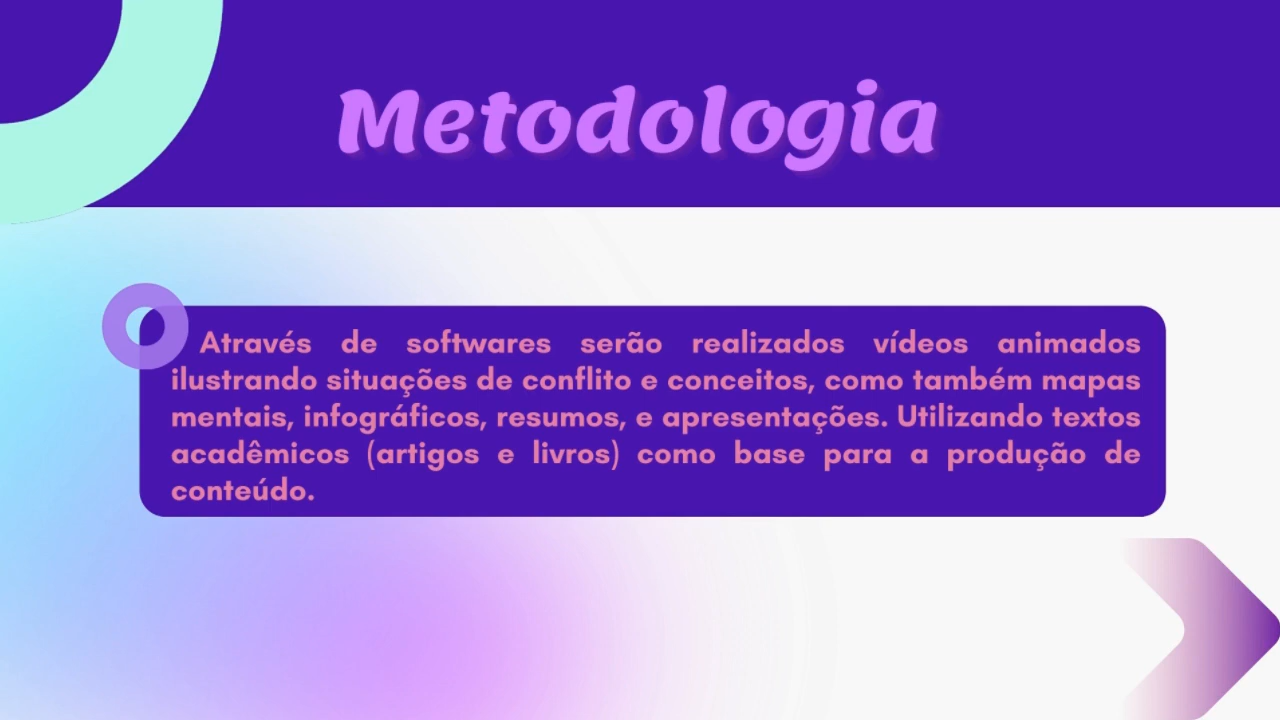 Metodologia
Através de softwares serão realizados vídeos animados
ilustrando situações de conflito e conceitos, como também mapas
mentais, infográficos, resumos, e apresentações. Utilizando textos
acadêmicos (artigos e livros) como base para a produção de
conteúdo.